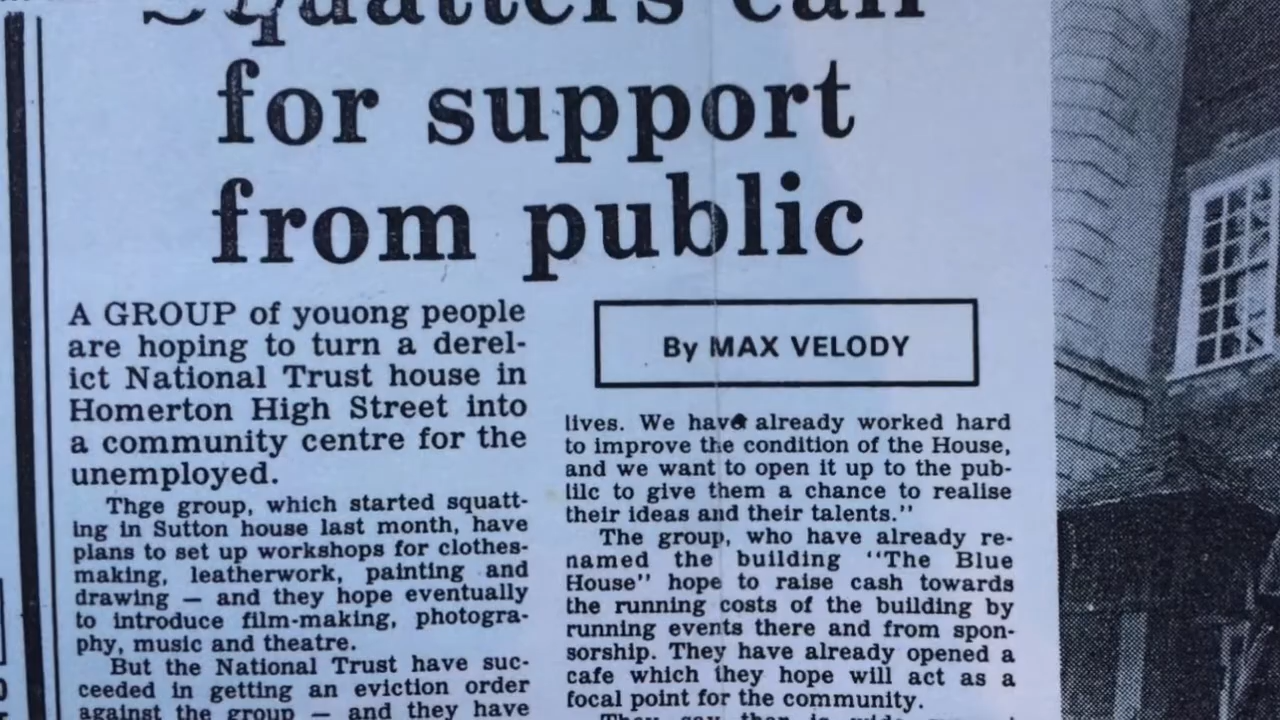 Squatters call
for support
from public
A GROUP of youong people
are hoping to turn a derel-
ict National Trust house in
Homerton High Street into
a community centre for the
unemployed.
Thge group, which started squatt-
ing in Sutton house last month, have
plans to set up workshops for clothes-
making, leatherwork, painting and
drawing — and they hope eventually
to introduce film-making, photogra-
phy, music and theatre.
But the National Trust have suc-
ceeded in getting an eviction order
against the group — and they have
By MAX VELODY
lives. We have already worked hard
to improve the condition of the House,
and we want to open it up to the pub-
lilc to give them a chance to realise
their ideas and their talents."
The group, who have already re-
named the building "The Blue
House" hope to raise cash towards
the running costs of the building by
running events there and from spon-
sorship. They have already opened a
cafe which they hope will act as a
focal point for the community.